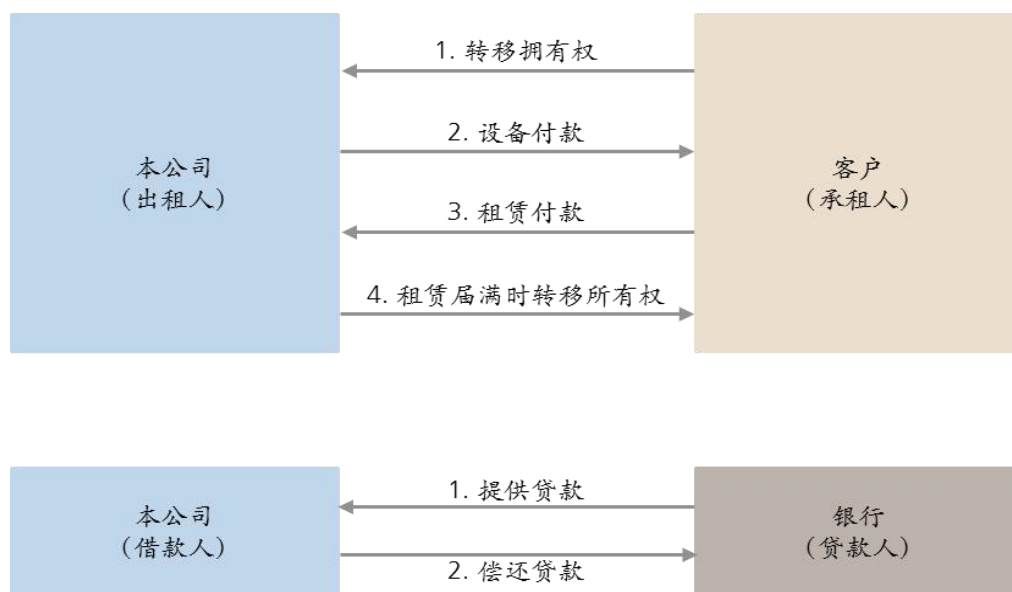 1. 转移拥有权
2. 设备付款
本公司
（出租人）
客户
（承租人）
3. 租赁付款
4. 租赁届满时转移所有权
1. 提供贷款
本公司
（借款人）
银行
（贷款人）
2. 偿还贷款